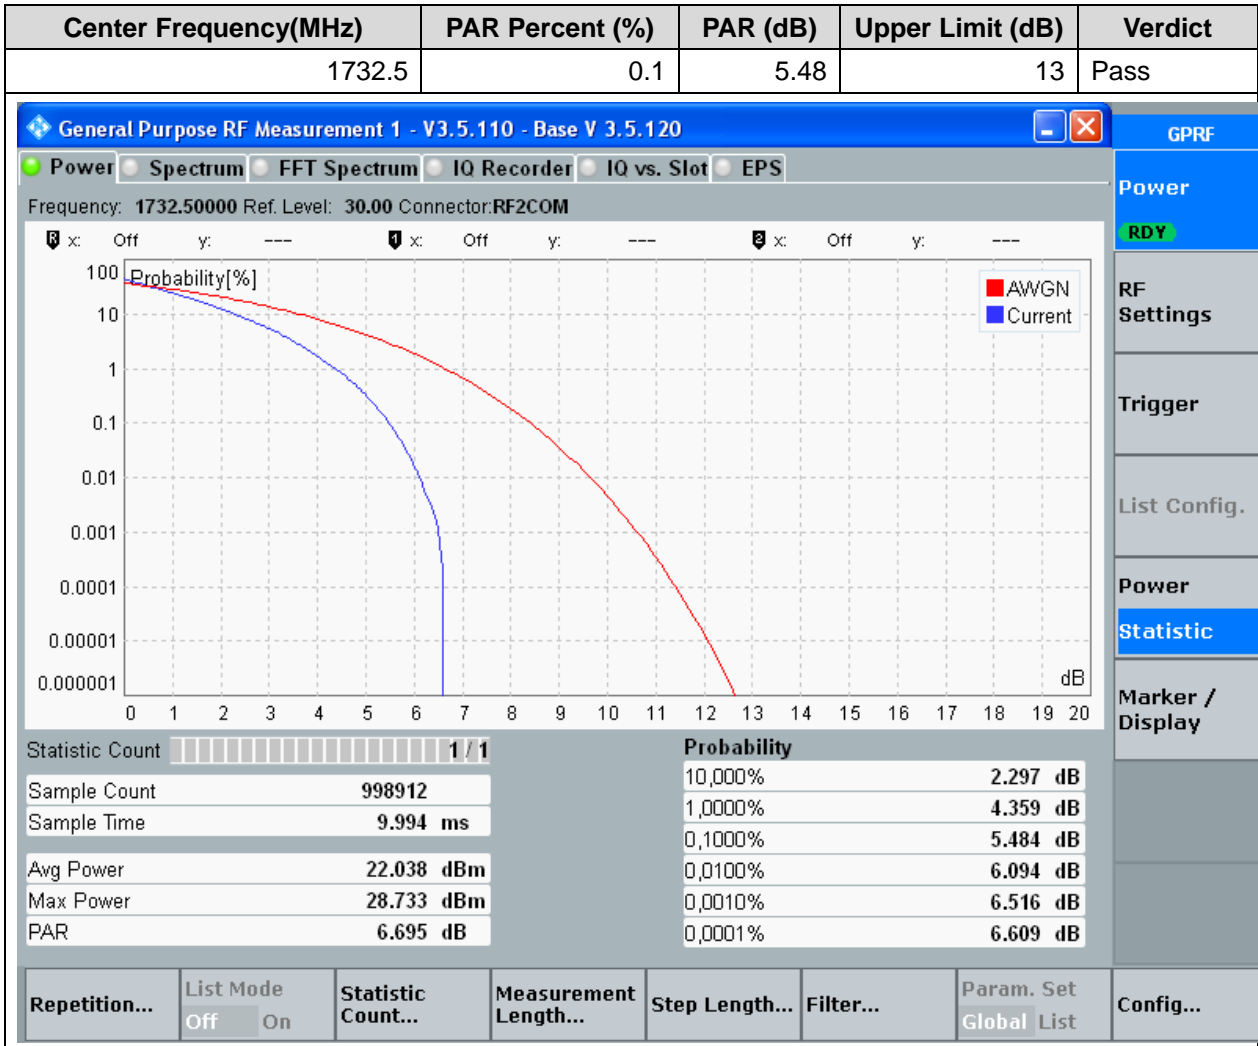 Center Frequency(MHz) PAR Percent (%) PAR (dB) Upper Limit (dB) Verdict
1732.5 0.1 5.48 13 Pass
General Purpose RF Measurement 1 - V3.5.110 - Base V 3.5.120
GPRF
Power Spectrum FFT Spectrum IQ Recorder IQ vs. Slot EPS
Frequency: 1732.50000 Ref. Level: 30.00 Connector:RF2COM
R x: Off y: --- 1 x: Off y: --- 2 x: Off y: ---
Probability[%]
AWGN
Current
100
10
1
0.1
0.01
0.001
0.0001
0.00001
0.000001
dB
0 1 2 3 4 5 6 7 8 9 10 11 12 13 14 15 16 17 18 19 20
Statistic Count 1 / 1
Sample Count 998912
Sample Time 9.994 ms
Avg Power 22.038 dBm
Max Power 28.733 dBm
PAR 6.695 dB
Probability
10,000% 2.297 dB
1,0000% 4.359 dB
0,1000% 5.484 dB
0,0100% 6.094 dB
0,0010% 6.516 dB
0,0001% 6.609 dB
Power
RDY
RF
Settings
Trigger
List Config.
Power
Statistic
Marker /
Display
Repetition...
List Mode
Off On
Statistic
Count...
Measurement
Length...
Step Length...
Filter...
Param. Set
Global List
Config...